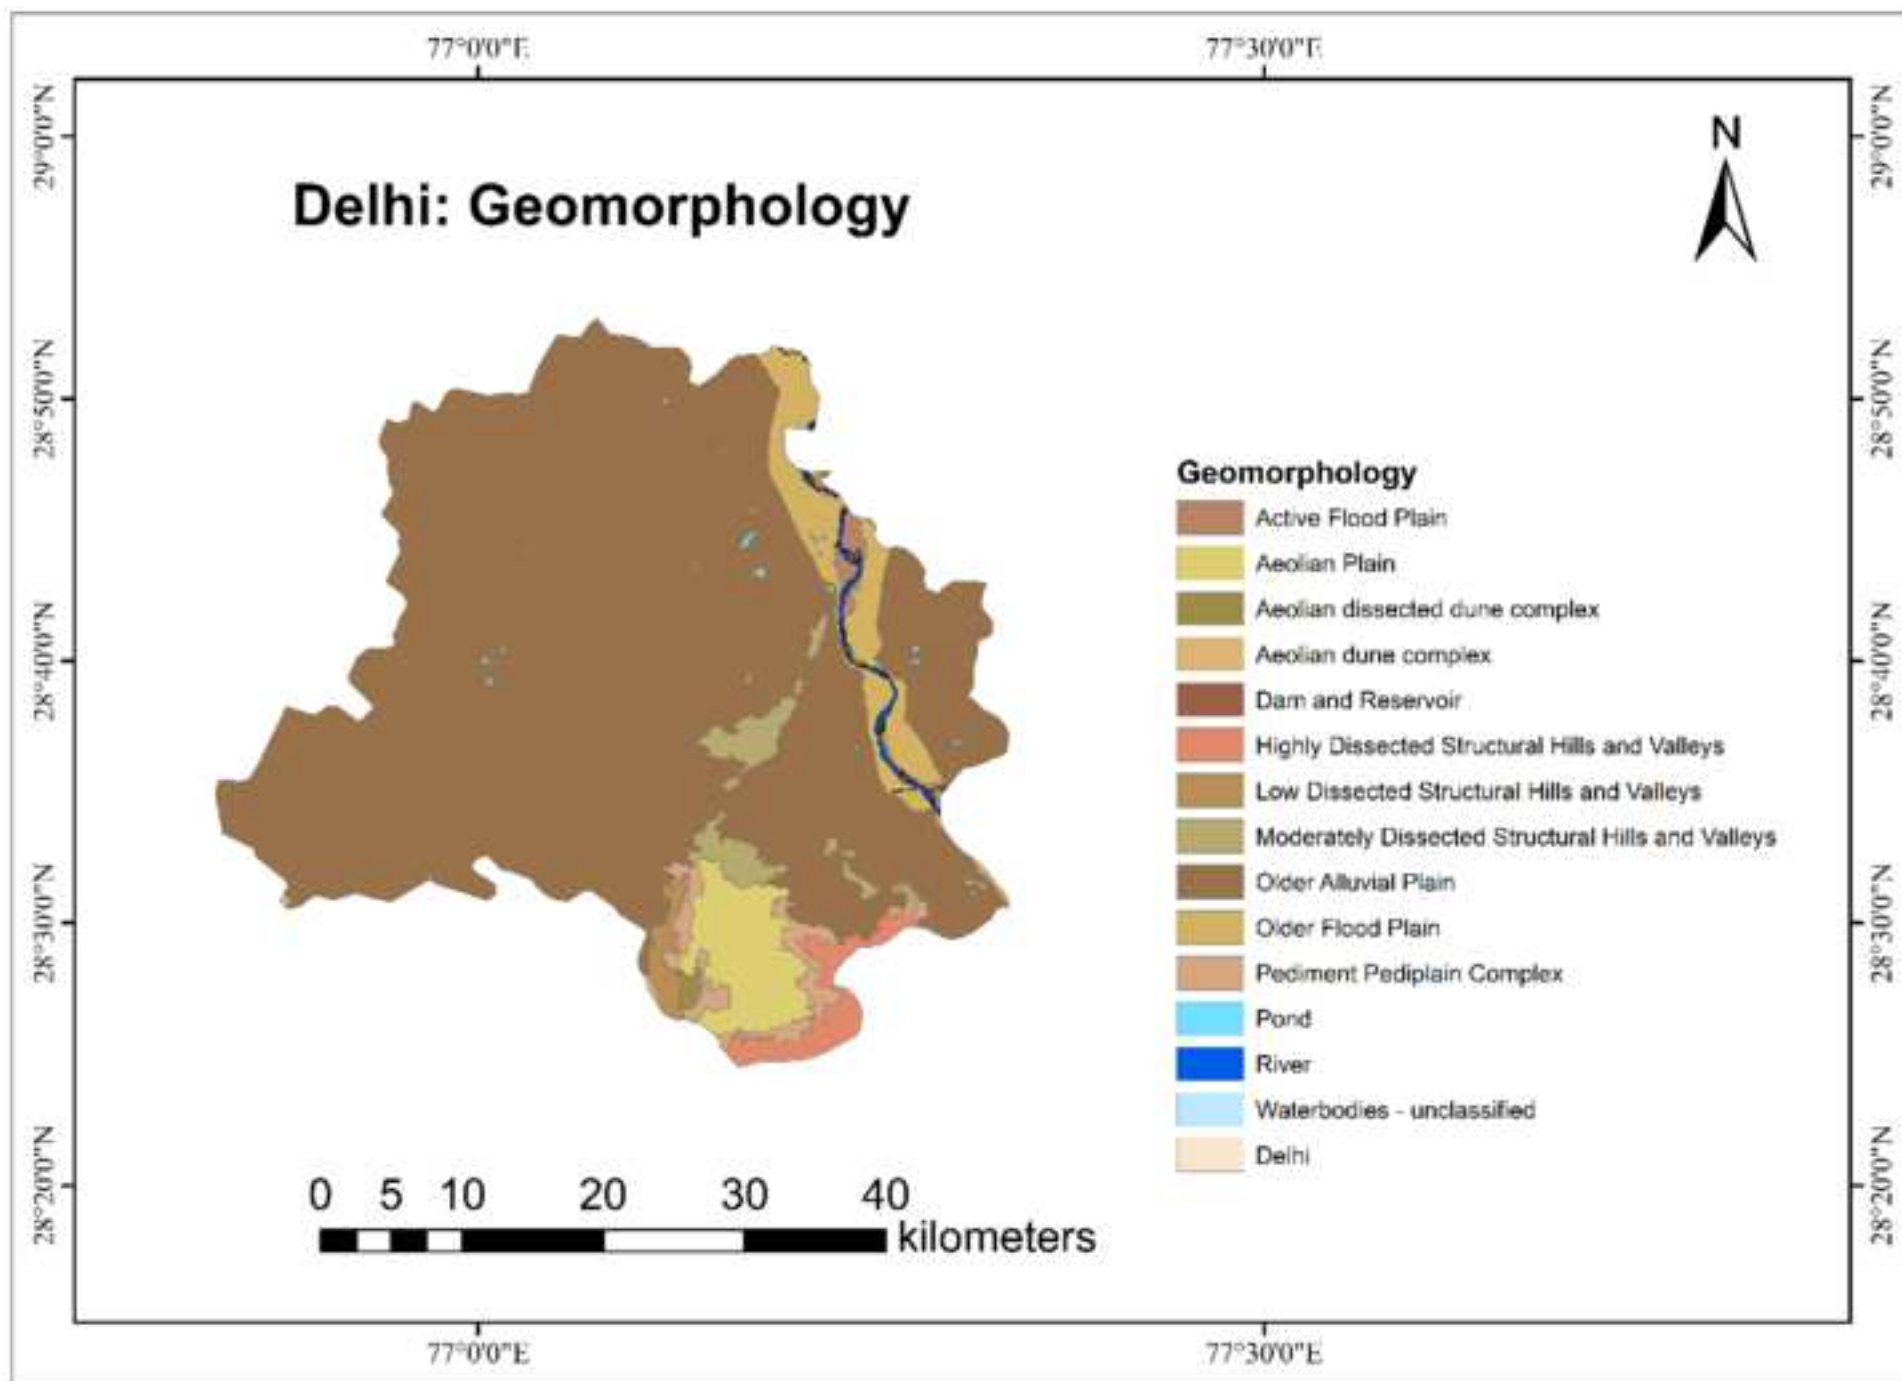 77°0'0"E 77°30'0"E
29°0'0"N 29°0'0"N
N
Delhi: Geomorphology
28°50'0"N 28°50'0"N
Geomorphology
Active Flood Plain
Aeolian Plain
Aeolian dissected dune complex
Aeolian dune complex
Dam and Reservoir
Highly Dissected Structural Hills and Valleys
Low Dissected Structural Hills and Valleys
Moderately Dissected Structural Hills and Valleys
Older Alluvial Plain
Older Flood Plain
Pediment Pediplain Complex
Pond
River
Waterbodies - unclassified
Delhi
28°40'0"N 28°40'0"N
28°30'0"N 28°30'0"N
28°20'0"N 28°20'0"N
0 5 10 20 30 40
kilometers
77°0'0"E 77°30'0"E